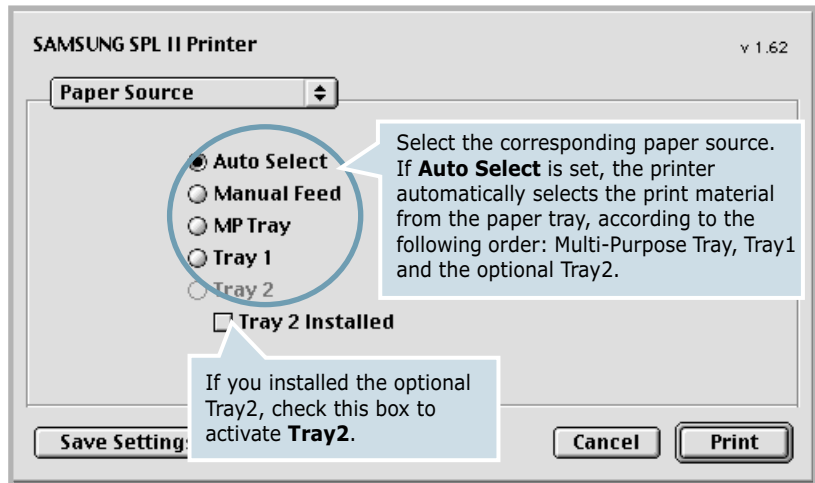 SAMSUNG SPL II Printer
v 1.62
Paper Source
Auto Select
Manual Feed
MP Tray
Tray 1
Tray 2
Tray 2 Installed
Select the corresponding paper source.
If Auto Select is set, the printer
automatically selects the print material
from the paper tray, according to the
following order: Multi-Purpose Tray, Tray1
and the optional Tray2.
If you installed the optional
Tray2, check this box to
activate Tray2.
Save Setting
Cancel
Print